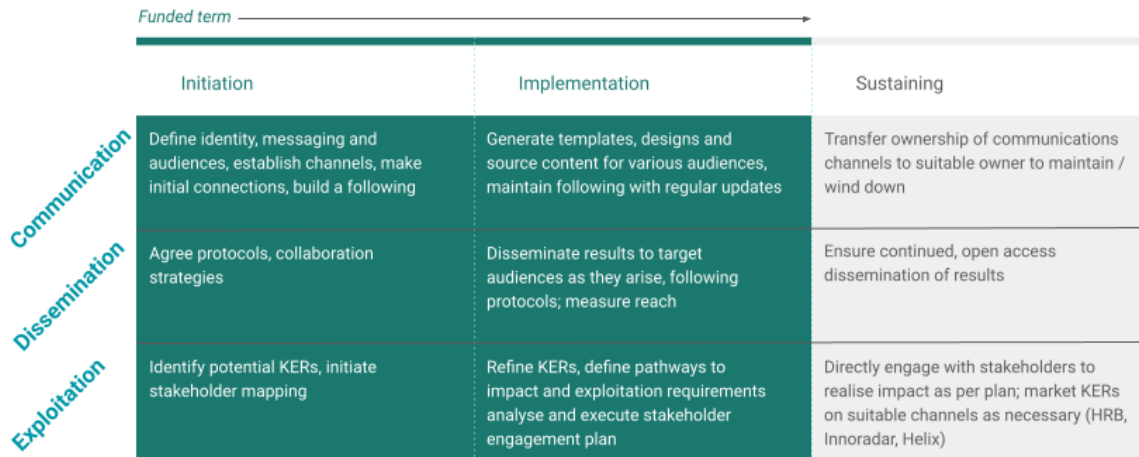 Funded term
Initiation
Implementation
Sustaining
Communication
Define identity, messaging and
audiences, establish channels, make
initial connections, build a following
Generate templates, designs and
source content for various audiences,
maintain following with regular updates
Transfer ownership of communications
channels to suitable owner to maintain /
wind down
Dissemination
Agree protocols, collaboration
strategies
Disseminate results to target
audiences as they arise, following
protocols; measure reach
Ensure continued, open access
dissemination of results
Exploitation
Identify potential KERs, initiate
stakeholder mapping
Refine KERs, define pathways to
impact and exploitation requirements
analyse and execute stakeholder
engagement plan
Directly engage with stakeholders to
realise impact as per plan; market KERs
on suitable channels as necessary (HRB,
Innoradar, Helix)